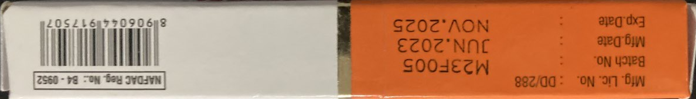 Mfg. Lic. No. : DD/288
Batch No. : M23F005
Mfg.Date : JUN.2023
Exp.Date : NOV.2025
NAFDAC Reg. No.: B4 - 0952
8 906044 917507